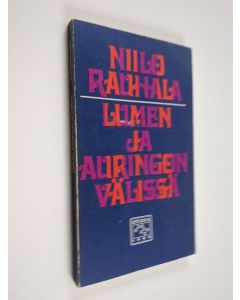 NIILO
RAUHALA
LUMEN
JA
AURINGON
VÄLISSÄ